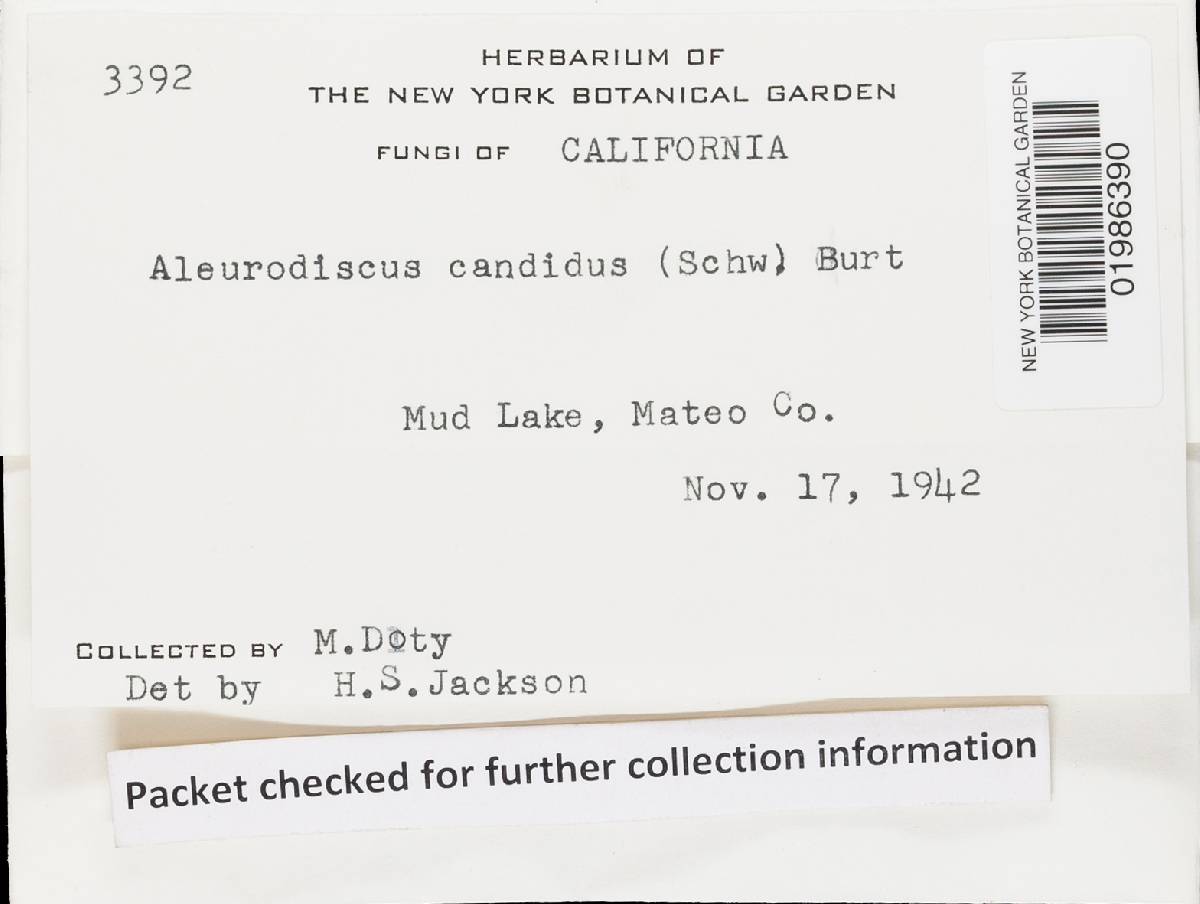 3392
HERBARIUM OF
THE NEW YORK BOTANICAL GARDEN
FUNGI OF CALIFORNIA
Aleurodiscus candidus (Schw) Burt
Mud Lake, Mateo Co.
Nov. 17, 1942
COLLECTED BY M.Doty
Det by H.S.Jackson
NEW YORK BOTANICAL GARDEN
01986390
Packet checked for further collection information